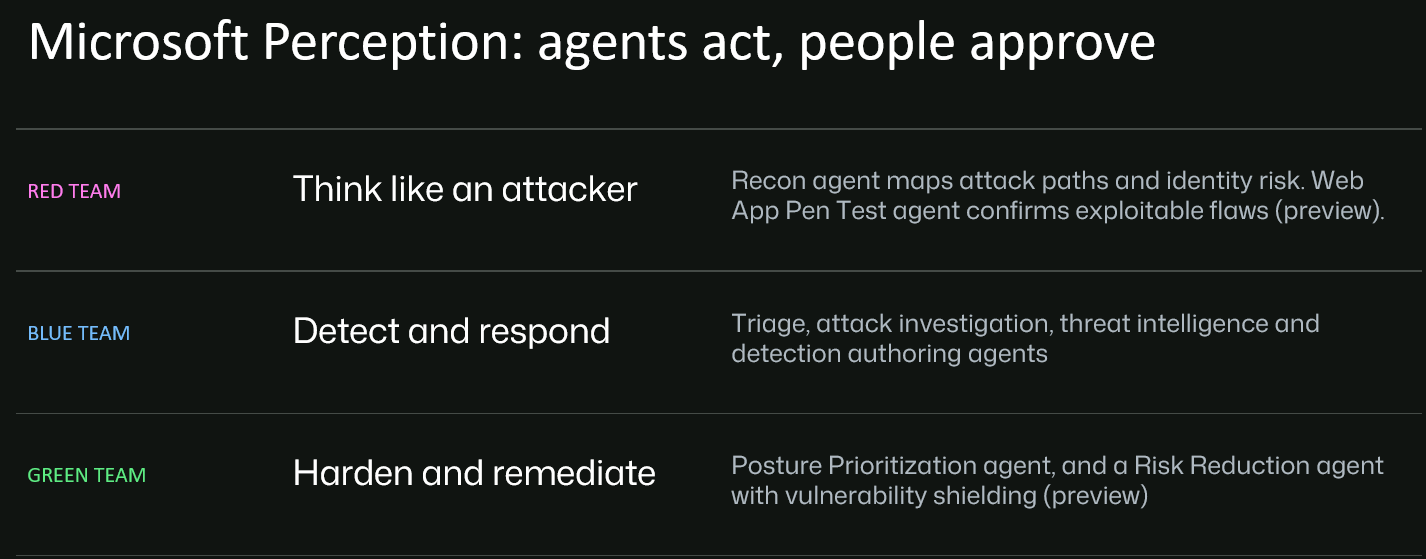 Microsoft Perception: agents act, people approve
RED TEAM
Think like an attacker
Recon agent maps attack paths and identity risk. Web
App Pen Test agent confirms exploitable flaws (preview).
BLUE TEAM
Detect and respond
Triage, attack investigation, threat intelligence and
detection authoring agents
GREEN TEAM
Harden and remediate
Posture Prioritization agent, and a Risk Reduction agent
with vulnerability shielding (preview)